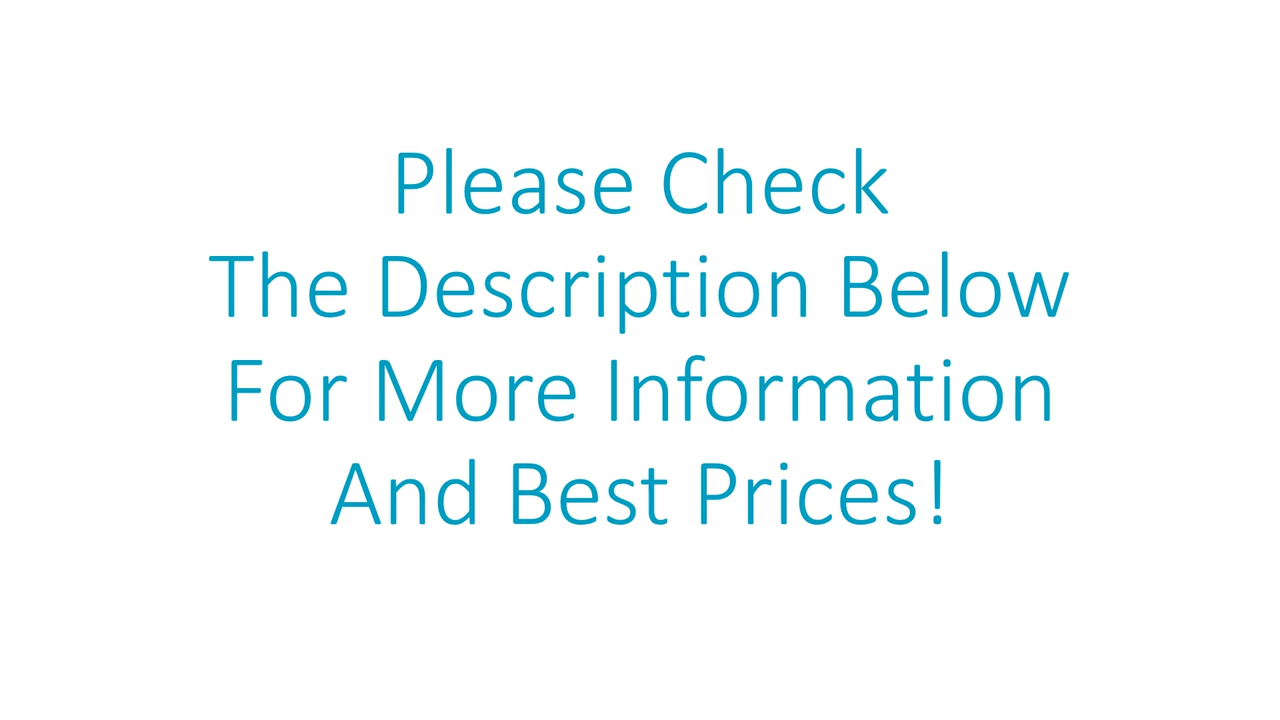 Please Check
The Description Below
For More Information
And Best Prices!